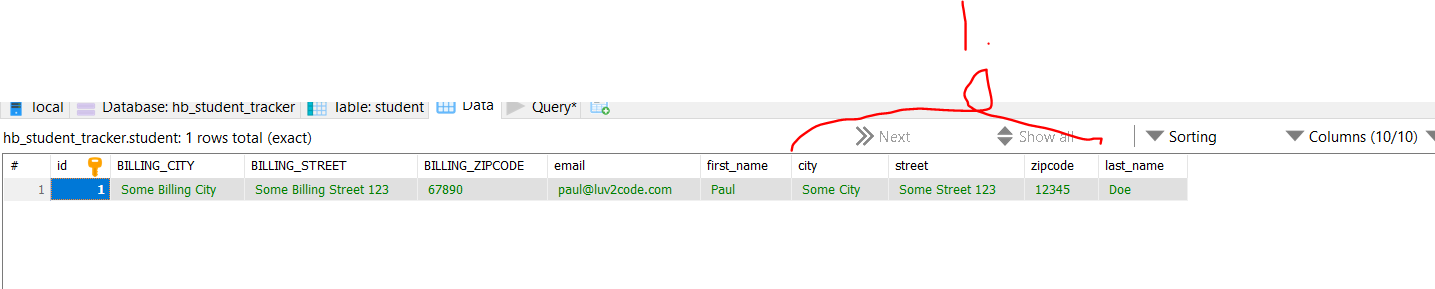 1.
local Database: hb_student_tracker Table: student Data Query*
hb_student_tracker.student: 1 rows total (exact) Next Show all Sorting Columns (10/10)
# id BILLING_CITY BILLING_STREET BILLING_ZIPCODE email first_name city street zipcode last_name
1 1 Some Billing City Some Billing Street 123 67890 paul@luv2code.com Paul Some City Some Street 123 12345 Doe